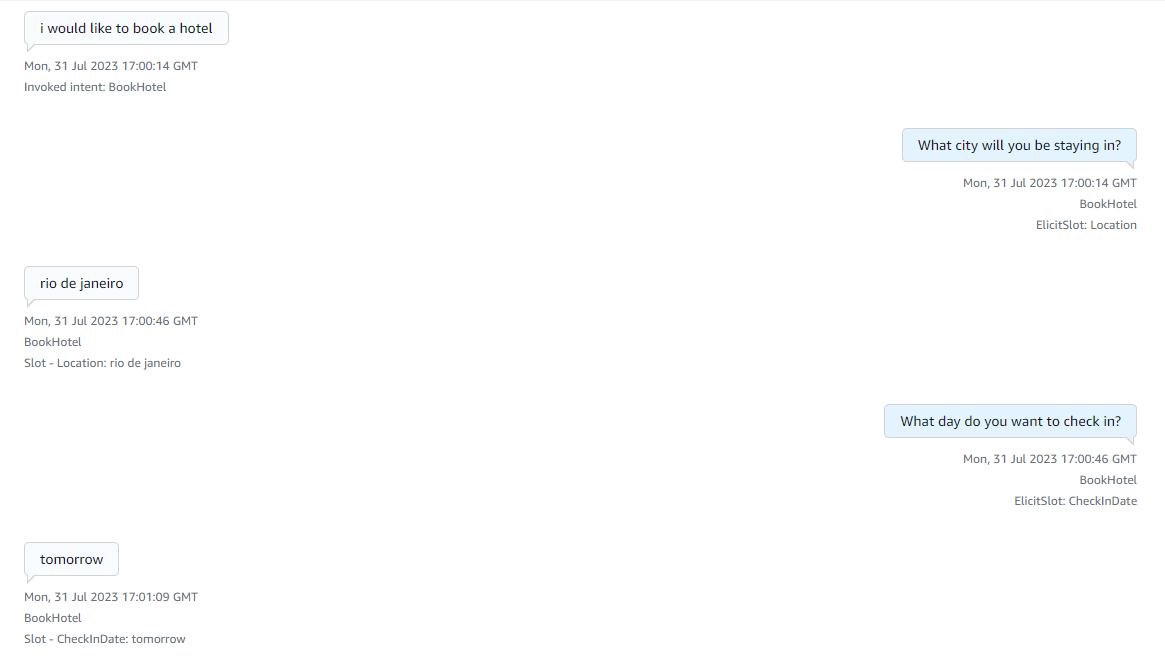 i would like to book a hotel
Mon, 31 Jul 2023 17:00:14 GMT
Invoked intent: BookHotel
What city will you be staying in?
Mon, 31 Jul 2023 17:00:14 GMT
BookHotel
ElicitSlot: Location
rio de janeiro
Mon, 31 Jul 2023 17:00:46 GMT
BookHotel
Slot - Location: rio de janeiro
What day do you want to check in?
Mon, 31 Jul 2023 17:00:46 GMT
BookHotel
ElicitSlot: CheckInDate
tomorrow
Mon, 31 Jul 2023 17:01:09 GMT
BookHotel
Slot - CheckInDate: tomorrow